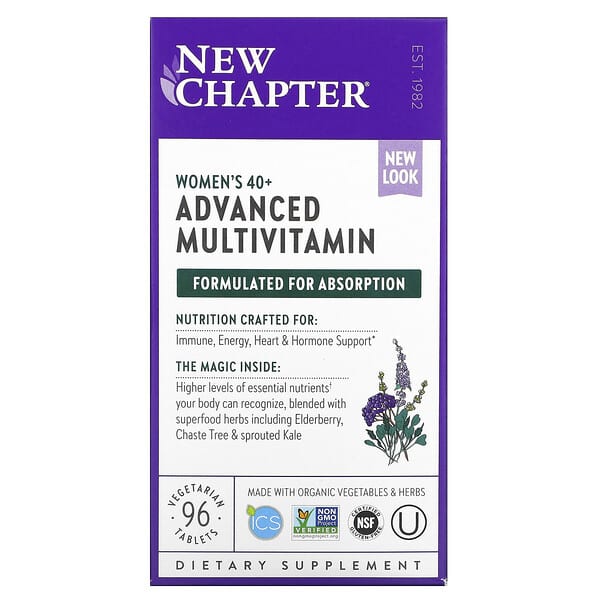 NEW
CHAPTER®
EST. 1982
NEW
LOOK
WOMEN'S 40+
ADVANCED
MULTIVITAMIN
FORMULATED FOR ABSORPTION
NUTRITION CRAFTED FOR:
Immune, Energy, Heart & Hormone Support*
THE MAGIC INSIDE:
Higher levels of essential nutrients†
your body can recognize, blended with
superfood herbs including Elderberry,
Chaste Tree & sprouted Kale
VEGETARIAN
96
TABLETS
MADE WITH ORGANIC VEGETABLES & HERBS
ICS
NON
GMO
Project
VERIFIED
nongmoproject.org
CERTIFIED
NSF
GLUTEN-FREE
U
DIETARY SUPPLEMENT